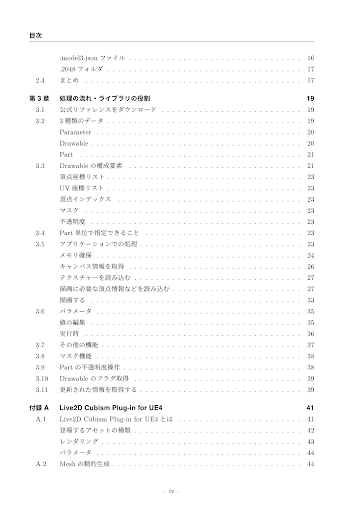 目次
.model3.json ファイル . . . . . . . . . . . . . . . . . . . . . . . . . . . . 16
.2048 フォルダ . . . . . . . . . . . . . . . . . . . . . . . . . . . . 17
2.4 まとめ . . . . . . . . . . . . . . . . . . . . . . . . . . . . 17
第 3 章 処理の流れ・ライブラリの役割 19
3.1 公式リファレンスをダウンロード . . . . . . . . . . . . . . . . . . . . 19
3.2 3 種類のデータ . . . . . . . . . . . . . . . . . . . . . . . . . . . . 19
Parameter . . . . . . . . . . . . . . . . . . . . . . . . . . . . 20
Drawable . . . . . . . . . . . . . . . . . . . . . . . . . . . . 20
Part . . . . . . . . . . . . . . . . . . . . . . . . . . . . 21
3.3 Drawable の構成要素 . . . . . . . . . . . . . . . . . . . . . . . . 21
頂点座標リスト . . . . . . . . . . . . . . . . . . . . . . . . . . . . 23
UV 座標リスト . . . . . . . . . . . . . . . . . . . . . . . . . . . . 23
頂点インデックス . . . . . . . . . . . . . . . . . . . . . . . . . . 23
マスク . . . . . . . . . . . . . . . . . . . . . . . . . . . . 23
不透明度 . . . . . . . . . . . . . . . . . . . . . . . . . . . . 23
3.4 Part 単位で指定できること . . . . . . . . . . . . . . . . . . . . . . 23
3.5 アプリケーションでの処理 . . . . . . . . . . . . . . . . . . . . . . 23
メモリ確保 . . . . . . . . . . . . . . . . . . . . . . . . . . . . 24
キャンバス情報を取得 . . . . . . . . . . . . . . . . . . . . . . . . 26
テクスチャーを読み込む . . . . . . . . . . . . . . . . . . . . . . . 27
描画に必要な頂点情報などを読み込む . . . . . . . . . . . . . . . . . . 27
描画する . . . . . . . . . . . . . . . . . . . . . . . . . . . . 33
3.6 パラメータ . . . . . . . . . . . . . . . . . . . . . . . . . . . . 35
値の編集 . . . . . . . . . . . . . . . . . . . . . . . . . . . . 35
実行時 . . . . . . . . . . . . . . . . . . . . . . . . . . . . 36
3.7 その他の機能 . . . . . . . . . . . . . . . . . . . . . . . . . . . . 37
3.8 マスク機能 . . . . . . . . . . . . . . . . . . . . . . . . . . . . 38
3.9 Part の不透明度操作 . . . . . . . . . . . . . . . . . . . . . . . . 38
3.10 Drawable のフラグ取得 . . . . . . . . . . . . . . . . . . . . . . . 39
3.11 更新された情報を取得する . . . . . . . . . . . . . . . . . . . . . . 39
付録 A Live2D Cubism Plug-in for UE4 41
A.1 Live2D Cubism Plug-in for UE4 とは . . . . . . . . . . . . . . . . . 41
登場するアセットの種類 . . . . . . . . . . . . . . . . . . . . . . . 42
レンダリング . . . . . . . . . . . . . . . . . . . . . . . . . . . . 43
パラメータ . . . . . . . . . . . . . . . . . . . . . . . . . . . . 44
A.2 Mesh の動的生成 . . . . . . . . . . . . . . . . . . . . . . . . . . 44
– iv –